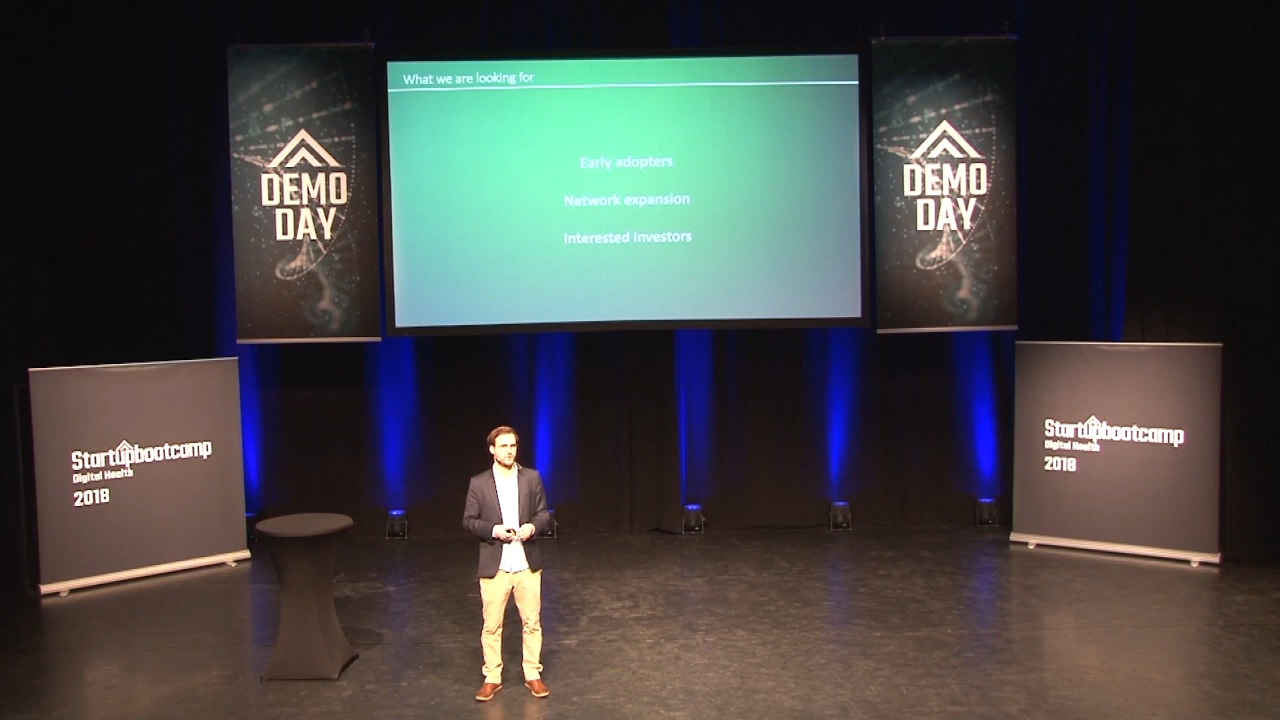 DEMO
DAY
What we are looking for
Early adopters
Network expansion
Interested investors
DEMO
DAY
Startupbootcamp
Digital Health
2018
Startupbootcamp
Digital Health
2018